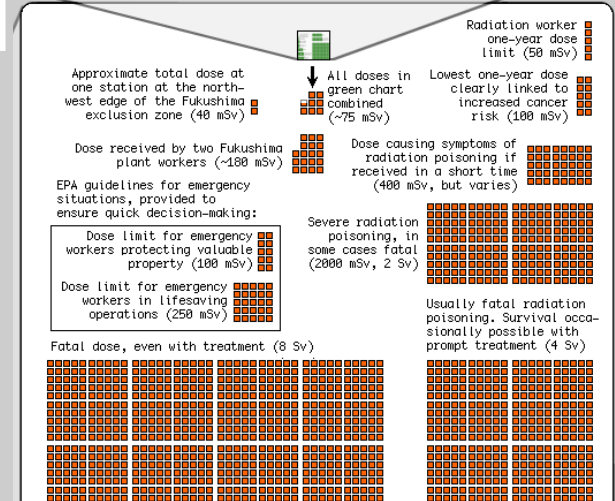 Radiation worker
one-year dose
limit (50 mSv)
Approximate total dose at
one station at the north-
west edge of the Fukushima
exclusion zone (40 mSv)
All doses in
green chart
combined
(~75 mSv)
Lowest one-year dose
clearly linked to
increased cancer
risk (100 mSv)
Dose received by two Fukushima
plant workers (~180 mSv)
Dose causing symptoms of
radiation poisoning if
received in a short time
(400 mSv, but varies)
EPA guidelines for emergency
situations, provided to
ensure quick decision-making:
Dose limit for emergency
workers protecting valuable
property (100 mSv)
Dose limit for emergency
workers in lifesaving
operations (250 mSv)
Severe radiation
poisoning, in
some cases fatal
(2000 mSv, 2 Sv)
Usually fatal radiation
poisoning. Survival occa-
sionally possible with
prompt treatment (4 Sv)
Fatal dose, even with treatment (8 Sv)